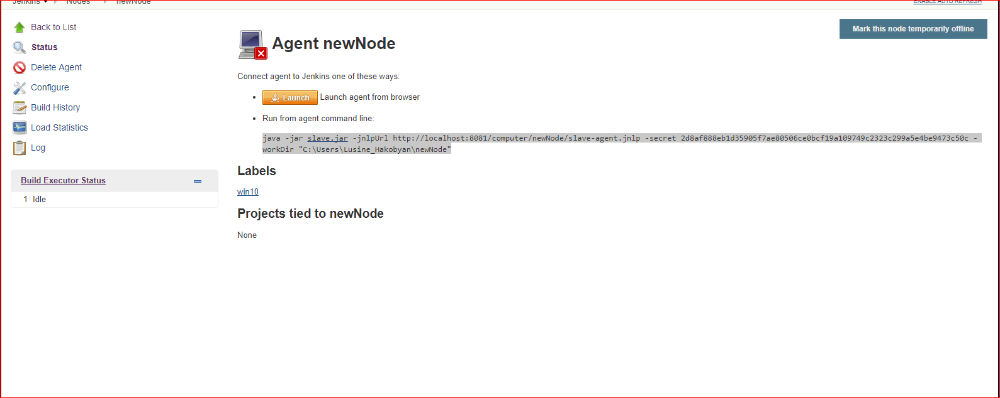 Jenkins Nodes newNode
ENABLE AUTO REFRESH
Back to List
Status
Delete Agent
Configure
Build History
Load Statistics
Log
Build Executor Status
1 Idle
Mark this node temporarily offline
Agent newNode
Connect agent to Jenkins one of these ways:
Launch Launch agent from browser
Run from agent command line:
java -jar slave.jar -jnlpUrl http://localhost:8081/computer/newNode/slave-agent.jnlp -secret 2d8af888eb1d35905f7ae80506ce0bcf19a109749c2323c299a5e4be9473c50c -
workDir "C:\Users\Lusine_Hakobyan\newNode"
Labels
win10
Projects tied to newNode
None